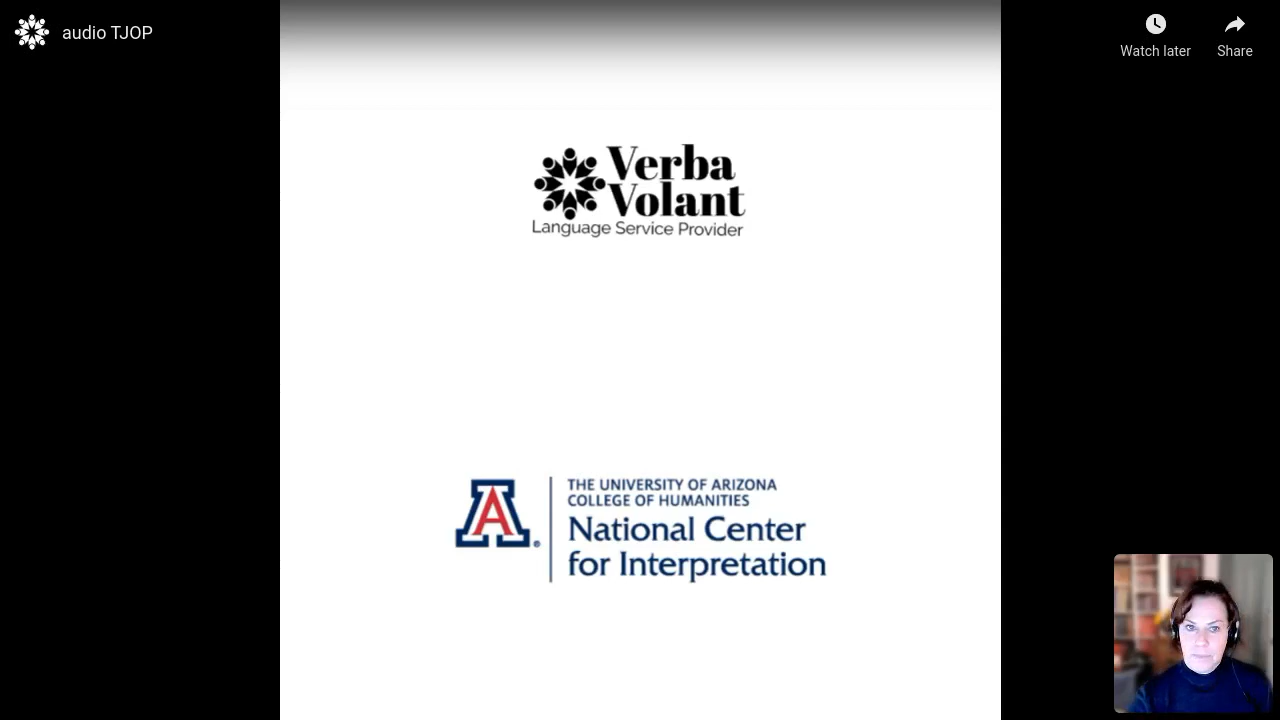 audio TJOP
Watch later
Share
Verba
Volant
Language Service Provider
A
THE UNIVERSITY OF ARIZONA
COLLEGE OF HUMANITIES
National Center
for Interpretation